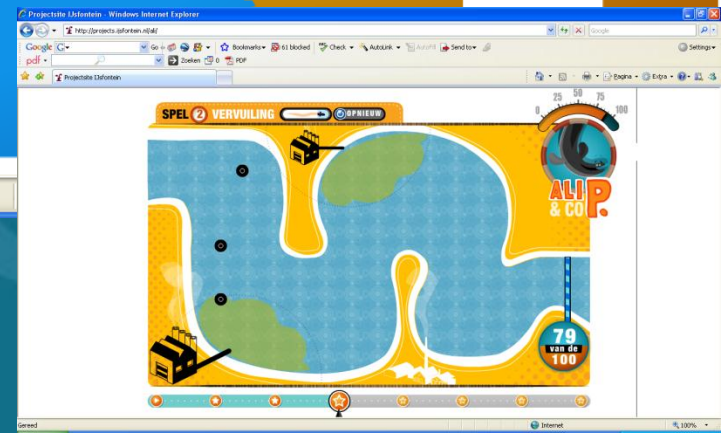 Projectsite IJsfontein - Windows Internet Explorer
http://projects.ijsfontein.nl/ali/
Google
Google G Go Bookmarks 61 blocked Check AutoLink AutoFill Send to Settings
pdf Zoeken 0 PDF
Projectsite IJsfontein Pagina Extra
SPEL 2 VERVUILING OPNIEUW
0 25 50 75 100
ALI P.
& CO
79
van de
100
Gereed Internet 100%